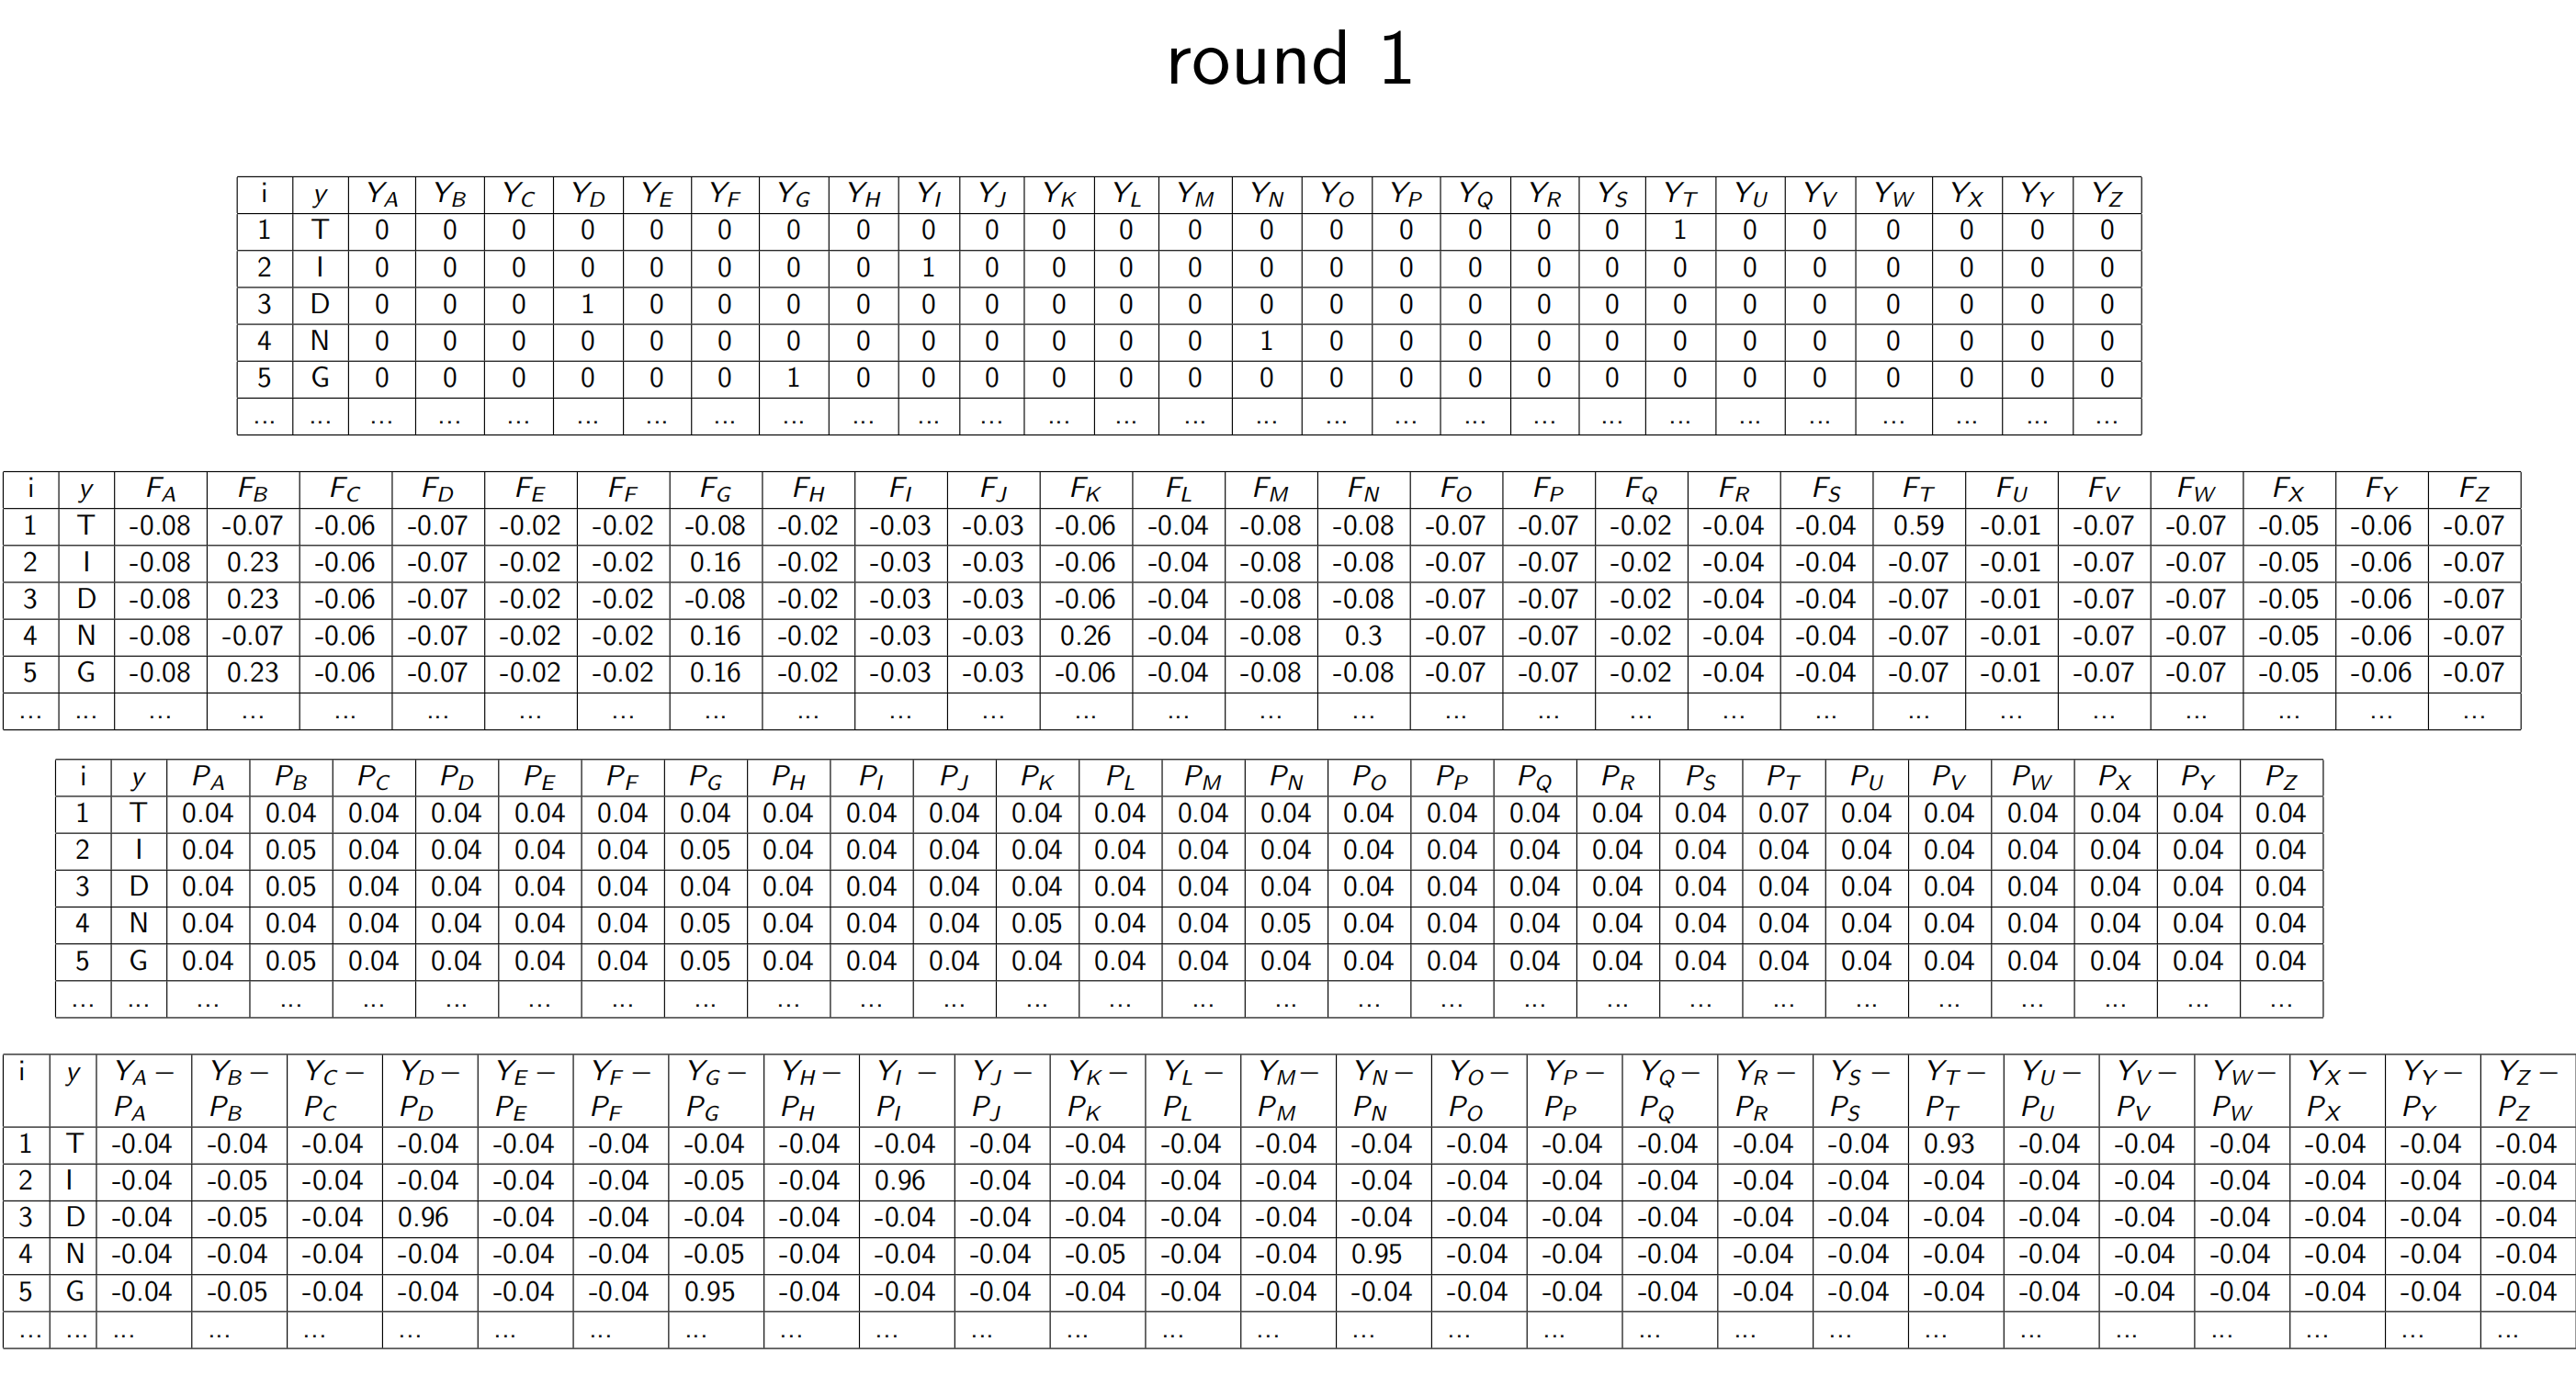 round 1
i y Y_A Y_B Y_C Y_D Y_E Y_F Y_G Y_H Y_I Y_J Y_K Y_L Y_M Y_N Y_O Y_P Y_Q Y_R Y_S Y_T Y_U Y_V Y_W Y_X Y_Y Y_Z
1 T 0 0 0 0 0 0 0 0 0 0 0 0 0 0 0 0 0 0 0 1 0 0 0 0 0 0
2 I 0 0 0 0 0 0 0 0 1 0 0 0 0 0 0 0 0 0 0 0 0 0 0 0 0 0
3 D 0 0 0 1 0 0 0 0 0 0 0 0 0 0 0 0 0 0 0 0 0 0 0 0 0 0
4 N 0 0 0 0 0 0 0 0 0 0 0 0 0 1 0 0 0 0 0 0 0 0 0 0 0 0
5 G 0 0 0 0 0 0 1 0 0 0 0 0 0 0 0 0 0 0 0 0 0 0 0 0 0 0
... ... ... ... ... ... ... ... ... ... ... ... ... ... ... ... ... ... ... ... ... ... ... ... ... ... ... ...
i y F_A F_B F_C F_D F_E F_F F_G F_H F_I F_J F_K F_L F_M F_N F_O F_P F_Q F_R F_S F_T F_U F_V F_W F_X F_Y F_Z
1 T -0.08 -0.07 -0.06 -0.07 -0.02 -0.02 -0.08 -0.02 -0.03 -0.03 -0.06 -0.04 -0.08 -0.08 -0.07 -0.07 -0.02 -0.04 -0.04 0.59 -0.01 -0.07 -0.07 -0.05 -0.06 -0.07
2 I -0.08 0.23 -0.06 -0.07 -0.02 -0.02 0.16 -0.02 -0.03 -0.03 -0.06 -0.04 -0.08 -0.08 -0.07 -0.07 -0.02 -0.04 -0.04 -0.07 -0.01 -0.07 -0.07 -0.05 -0.06 -0.07
3 D -0.08 0.23 -0.06 -0.07 -0.02 -0.02 -0.08 -0.02 -0.03 -0.03 -0.06 -0.04 -0.08 -0.08 -0.07 -0.07 -0.02 -0.04 -0.04 -0.07 -0.01 -0.07 -0.07 -0.05 -0.06 -0.07
4 N -0.08 -0.07 -0.06 -0.07 -0.02 -0.02 0.16 -0.02 -0.03 -0.03 0.26 -0.04 -0.08 0.3 -0.07 -0.07 -0.02 -0.04 -0.04 -0.07 -0.01 -0.07 -0.07 -0.05 -0.06 -0.07
5 G -0.08 0.23 -0.06 -0.07 -0.02 -0.02 0.16 -0.02 -0.03 -0.03 -0.06 -0.04 -0.08 -0.08 -0.07 -0.07 -0.02 -0.04 -0.04 -0.07 -0.01 -0.07 -0.07 -0.05 -0.06 -0.07
... ... ... ... ... ... ... ... ... ... ... ... ... ... ... ... ... ... ... ... ... ... ... ... ... ... ... ...
i y P_A P_B P_C P_D P_E P_F P_G P_H P_I P_J P_K P_L P_M P_N P_O P_P P_Q P_R P_S P_T P_U P_V P_W P_X P_Y P_Z
1 T 0.04 0.04 0.04 0.04 0.04 0.04 0.04 0.04 0.04 0.04 0.04 0.04 0.04 0.04 0.04 0.04 0.04 0.04 0.04 0.07 0.04 0.04 0.04 0.04 0.04 0.04
2 I 0.04 0.05 0.04 0.04 0.04 0.04 0.05 0.04 0.04 0.04 0.04 0.04 0.04 0.04 0.04 0.04 0.04 0.04 0.04 0.04 0.04 0.04 0.04 0.04 0.04 0.04
3 D 0.04 0.05 0.04 0.04 0.04 0.04 0.04 0.04 0.04 0.04 0.04 0.04 0.04 0.04 0.04 0.04 0.04 0.04 0.04 0.04 0.04 0.04 0.04 0.04 0.04 0.04
4 N 0.04 0.04 0.04 0.04 0.04 0.04 0.05 0.04 0.04 0.04 0.05 0.04 0.04 0.05 0.04 0.04 0.04 0.04 0.04 0.04 0.04 0.04 0.04 0.04 0.04 0.04
5 G 0.04 0.05 0.04 0.04 0.04 0.04 0.05 0.04 0.04 0.04 0.04 0.04 0.04 0.04 0.04 0.04 0.04 0.04 0.04 0.04 0.04 0.04 0.04 0.04 0.04 0.04
... ... ... ... ... ... ... ... ... ... ... ... ... ... ... ... ... ... ... ... ... ... ... ... ... ... ... ...
i y Y_A − Y_B − Y_C − Y_D − Y_E − Y_F − Y_G − Y_H − Y_I − Y_J − Y_K − Y_L − Y_M − Y_N − Y_O − Y_P − Y_Q − Y_R − Y_S − Y_T − Y_U − Y_V − Y_W − Y_X − Y_Y − Y_Z −
P_A P_B P_C P_D P_E P_F P_G P_H P_I P_J P_K P_L P_M P_N P_O P_P P_Q P_R P_S P_T P_U P_V P_W P_X P_Y P_Z
1 T -0.04 -0.04 -0.04 -0.04 -0.04 -0.04 -0.04 -0.04 -0.04 -0.04 -0.04 -0.04 -0.04 -0.04 -0.04 -0.04 -0.04 -0.04 -0.04 0.93 -0.04 -0.04 -0.04 -0.04 -0.04 -0.04
2 I -0.04 -0.05 -0.04 -0.04 -0.04 -0.04 -0.05 -0.04 0.96 -0.04 -0.04 -0.04 -0.04 -0.04 -0.04 -0.04 -0.04 -0.04 -0.04 -0.04 -0.04 -0.04 -0.04 -0.04 -0.04 -0.04
3 D -0.04 -0.05 -0.04 0.96 -0.04 -0.04 -0.04 -0.04 -0.04 -0.04 -0.04 -0.04 -0.04 -0.04 -0.04 -0.04 -0.04 -0.04 -0.04 -0.04 -0.04 -0.04 -0.04 -0.04 -0.04 -0.04
4 N -0.04 -0.04 -0.04 -0.04 -0.04 -0.04 -0.05 -0.04 -0.04 -0.04 -0.05 -0.04 -0.04 0.95 -0.04 -0.04 -0.04 -0.04 -0.04 -0.04 -0.04 -0.04 -0.04 -0.04 -0.04 -0.04
5 G -0.04 -0.05 -0.04 -0.04 -0.04 -0.04 0.95 -0.04 -0.04 -0.04 -0.04 -0.04 -0.04 -0.04 -0.04 -0.04 -0.04 -0.04 -0.04 -0.04 -0.04 -0.04 -0.04 -0.04 -0.04 -0.04
... ... ... ... ... ... ... ... ... ... ... ... ... ... ... ... ... ... ... ... ... ... ... ... ... ... ... ...